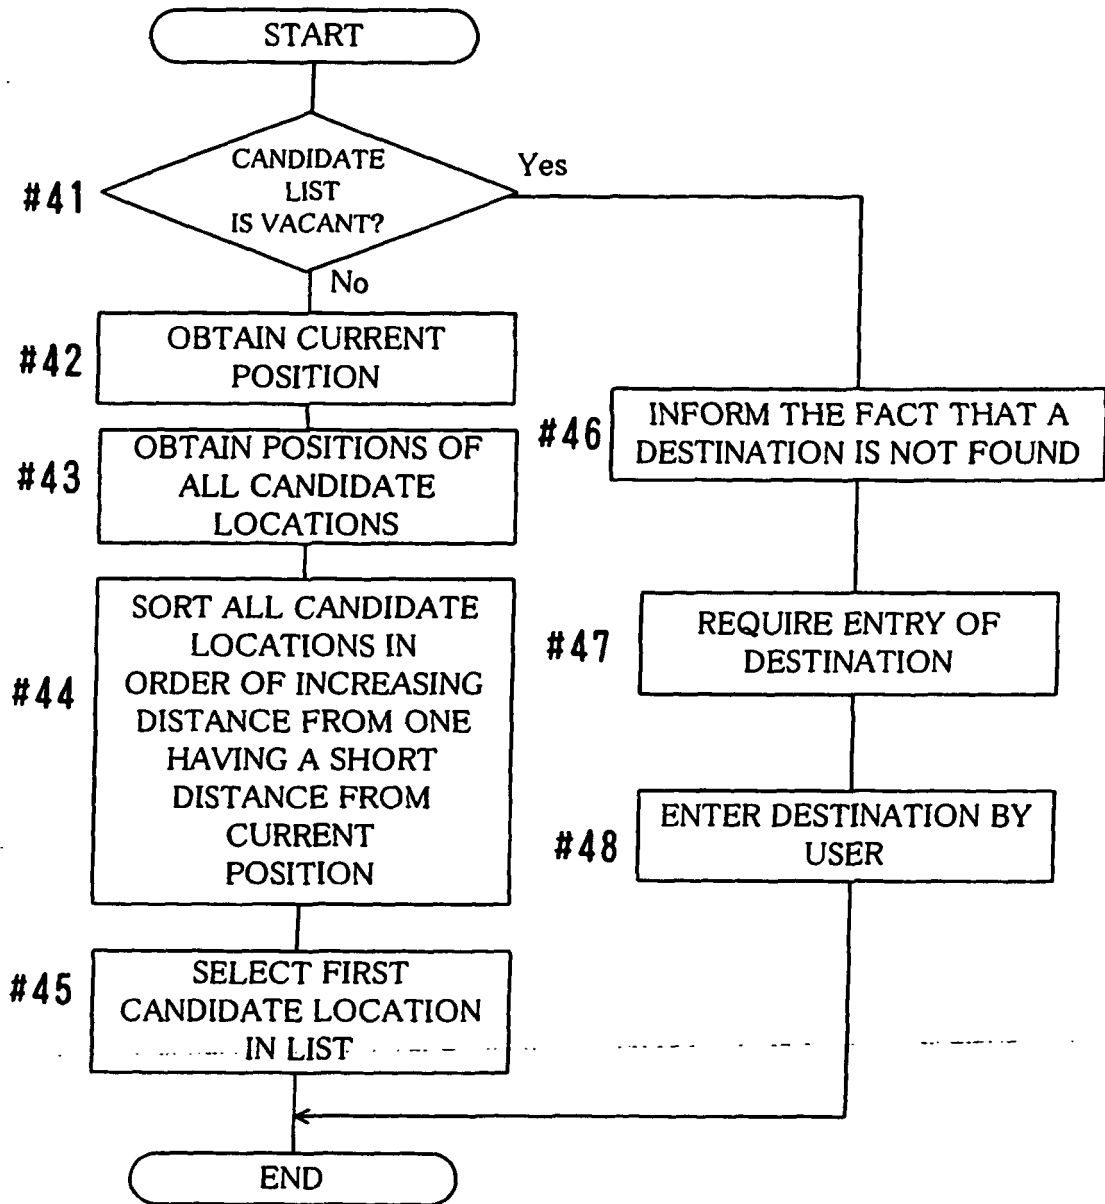 START
#41
CANDIDATE
LIST
IS VACANT?
Yes
No
#42
OBTAIN CURRENT
POSITION
#43
OBTAIN POSITIONS OF
ALL CANDIDATE
LOCATIONS
#44
SORT ALL CANDIDATE
LOCATIONS IN
ORDER OF INCREASING
DISTANCE FROM ONE
HAVING A SHORT
DISTANCE FROM
CURRENT
POSITION
#45
SELECT FIRST
CANDIDATE LOCATION
IN LIST
#46
INFORM THE FACT THAT A
DESTINATION IS NOT FOUND
#47
REQUIRE ENTRY OF
DESTINATION
#48
ENTER DESTINATION BY
USER
END